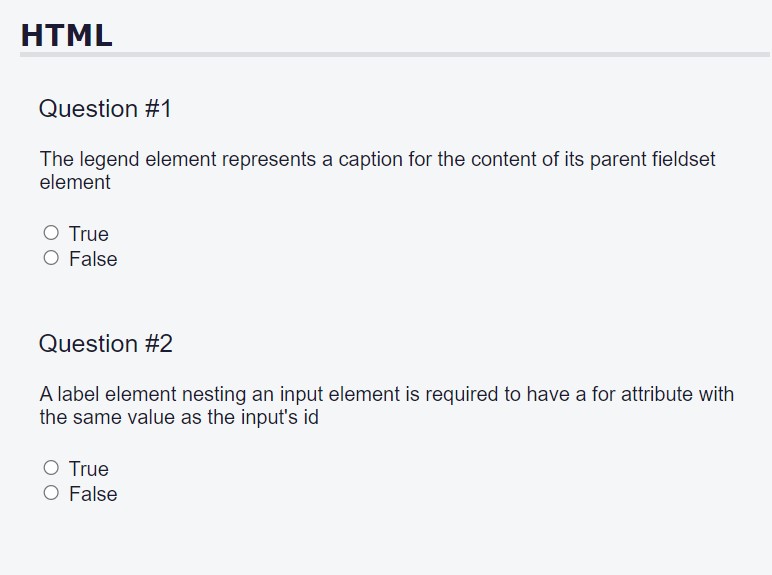 HTML
Question #1
The legend element represents a caption for the content of its parent fieldset
element
True
False
Question #2
A label element nesting an input element is required to have a for attribute with
the same value as the input's id
True
False